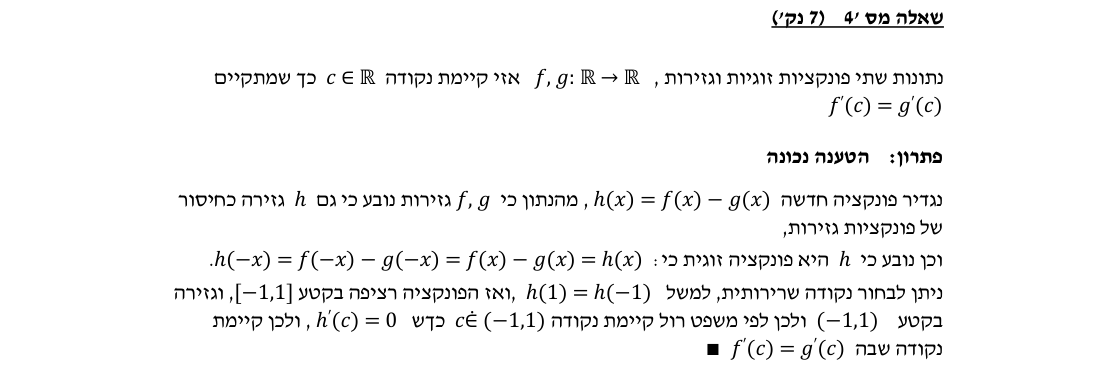 שאלה מס '4 (7 נק')
נתונות שתי פונקציות זוגיות וגזירות , f, g: ℝ → ℝ אזי קיימת נקודה c ∈ ℝ כך שמתקיים
f′(c) = g′(c)
פתרון: הטענה נכונה
נגדיר פונקציה חדשה h(x) = f(x) − g(x) , מהנתון כי f, g גזירות נובע כי גם h גזירה כחיסור
של פונקציות גזירות,
וכן נובע כי h היא פונקציה זוגית כי : h(−x) = f(−x) − g(−x) = f(x) − g(x) = h(x).
ניתן לבחור נקודה שרירותית, למשל h(1) = h(−1) ,ואז הפונקציה רציפה בקטע [−1,1], וגזירה
בקטע (−1,1) ולכן לפי משפט רול קיימת נקודה c∈̇ (−1,1) כךש h′(c) = 0 , ולכן קיימת
נקודה שבה f′(c) = g′(c) ■